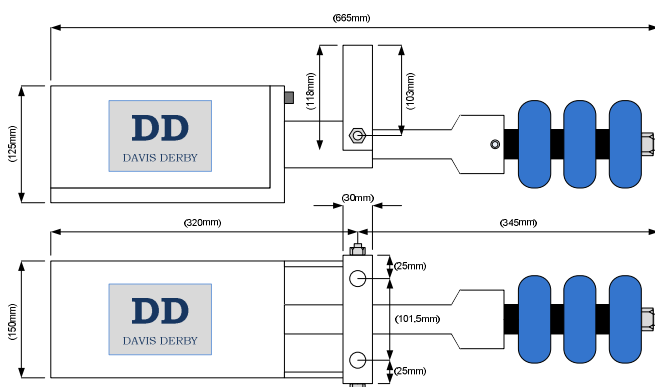 (665mm)
(118mm)
(103mm)
(125mm)
DD
DAVIS DERBY
(30mm)
(320mm)
(345mm)
(25mm)
(150mm)
DD
DAVIS DERBY
(101,5mm)
(25mm)